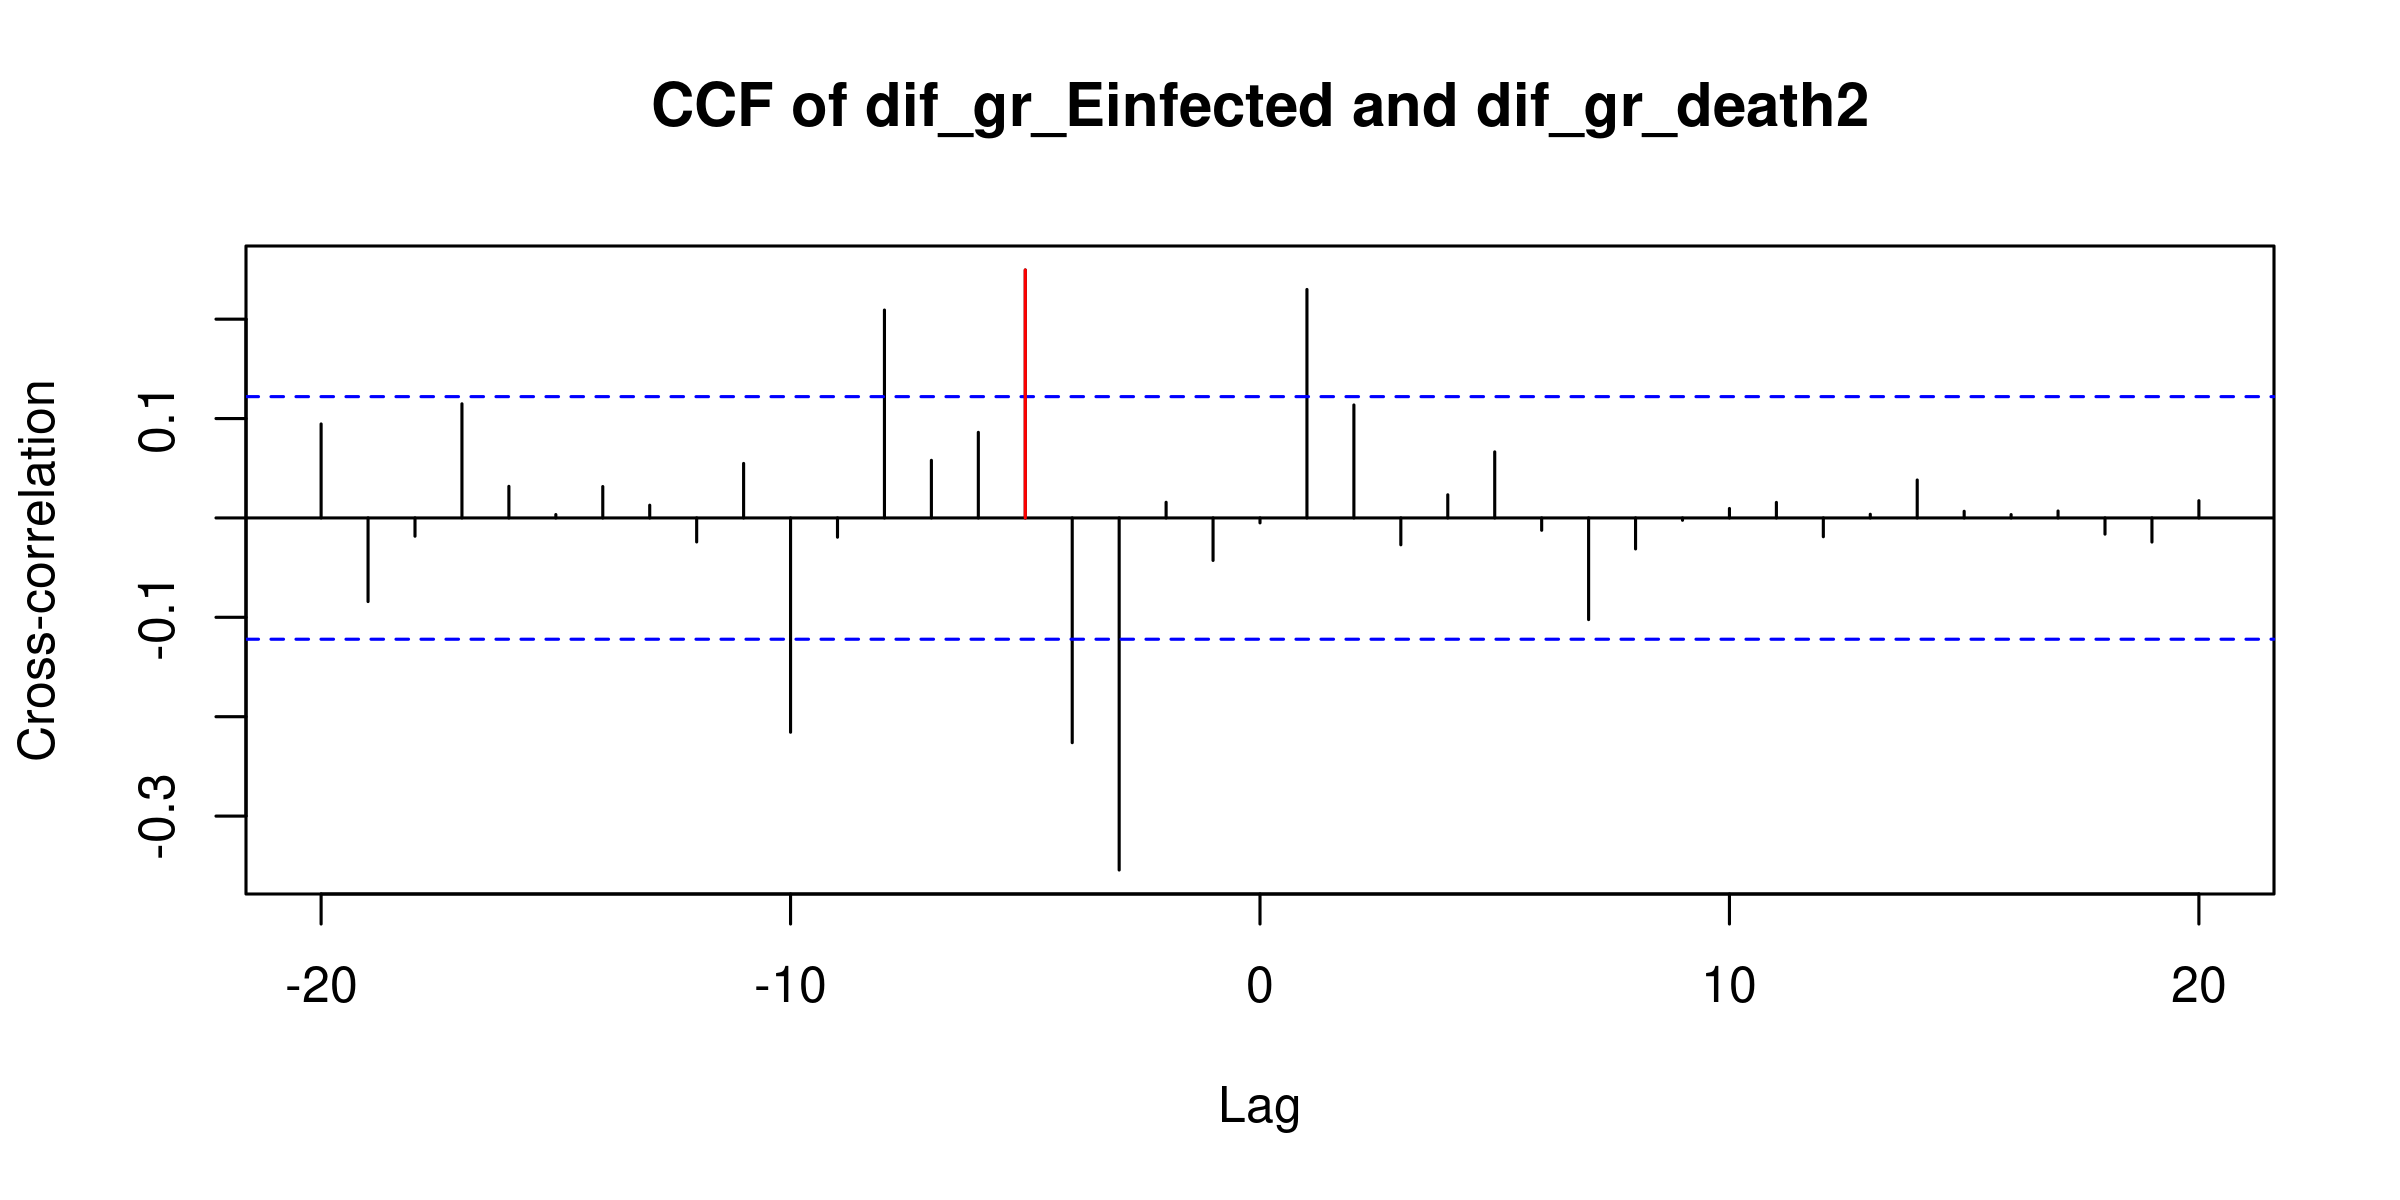 CCF of dif_gr_Einfected and dif_gr_death2
Cross-correlation
0.1
-0.1
-0.3
-20 -10 0 10 20
Lag